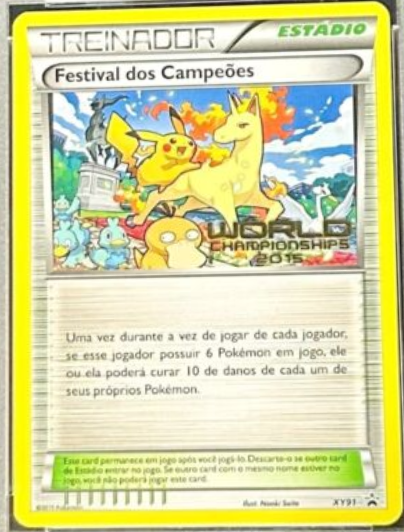 TREINADOR
ESTÁDIO
Festival dos Campeões
WORLD
CHAMPIONSHIPS
2015
Uma vez durante a vez de jogar de cada jogador,
se esse jogador possuir 6 Pokémon em jogo, ele
ou ela poderá curar 10 de danos de cada um de
seus próprios Pokémon.
Este card permanece em jogo após você jogá-lo. Descarte-o se outro card
de Estádio entrar no jogo. Se outro card com o mesmo nome estiver no
jogo, você não poderá jogar este card.
©2015 Pokémon
Illust. Naoki Saito
XY91